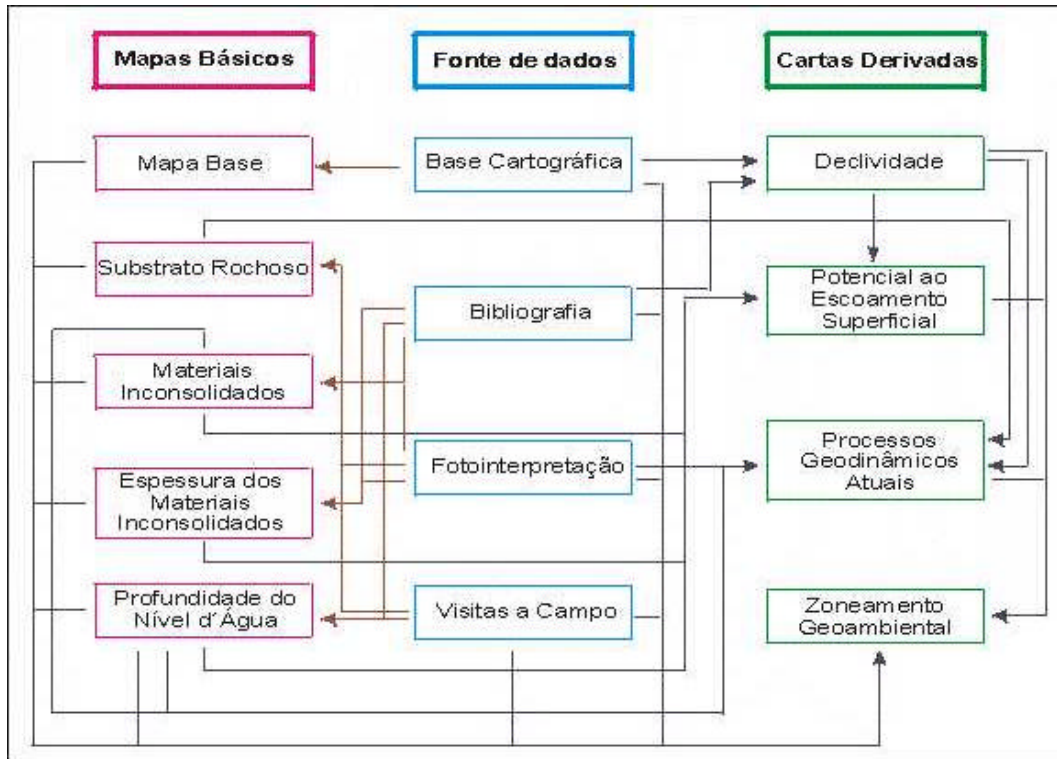 Mapas Básicos
Fonte de dados
Cartas Derivadas
Mapa Base
Base Cartográfica
Declividade
Substrato Rochoso
Bibliografia
Potencial ao
Escoamento
Superficial
Materiais
Inconsolidados
Fotointerpretação
Processos
Geodinâmicos
Atuais
Espessura dos
Materiais
Inconsolidados
Profundidade do
Nível d´Água
Visitas a Campo
Zoneamento
Geoambiental